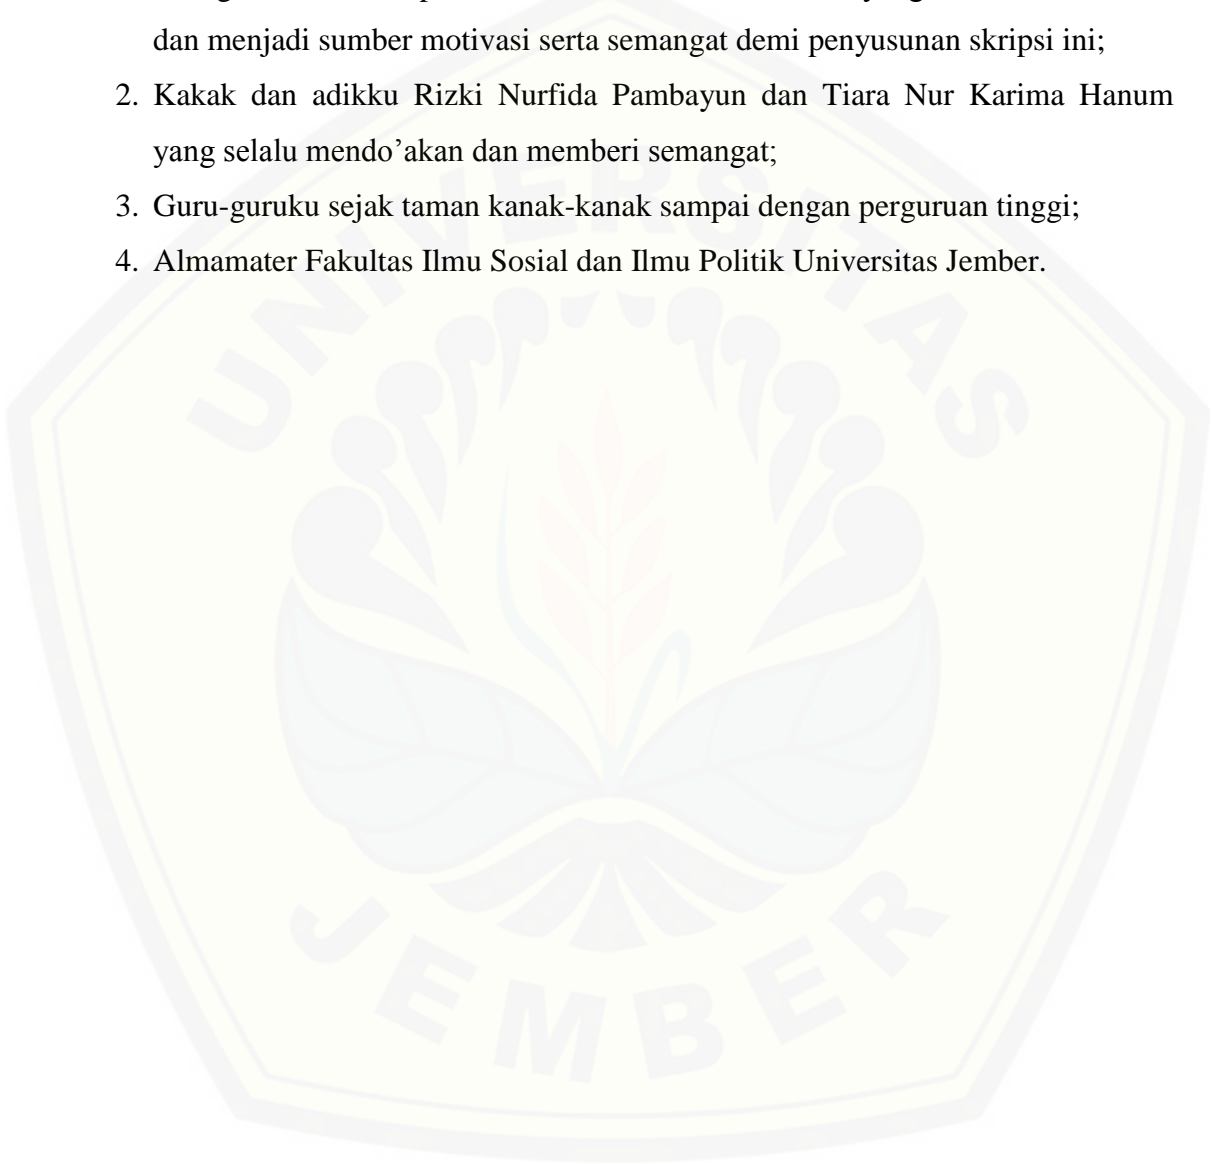 dan menjadi sumber motivasi serta semangat demi penyusunan skripsi ini;
2. Kakak dan adikku Rizki Nurfida Pambayun dan Tiara Nur Karima Hanum
yang selalu mendo’akan dan memberi semangat;
3. Guru-guruku sejak taman kanak-kanak sampai dengan perguruan tinggi;
4. Almamater Fakultas Ilmu Sosial dan Ilmu Politik Universitas Jember.
UNIVERSITAS
JEMBER